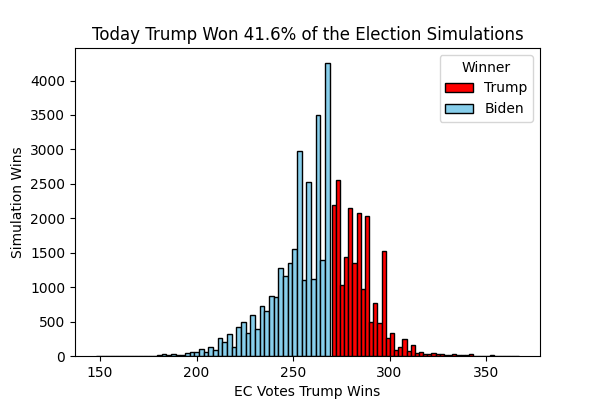 Today Trump Won 41.6% of the Election Simulations
Winner
Trump
Biden
4000
3500
3000
2500
2000
1500
1000
500
0
Simulation Wins
150
200
250
300
350
EC Votes Trump Wins